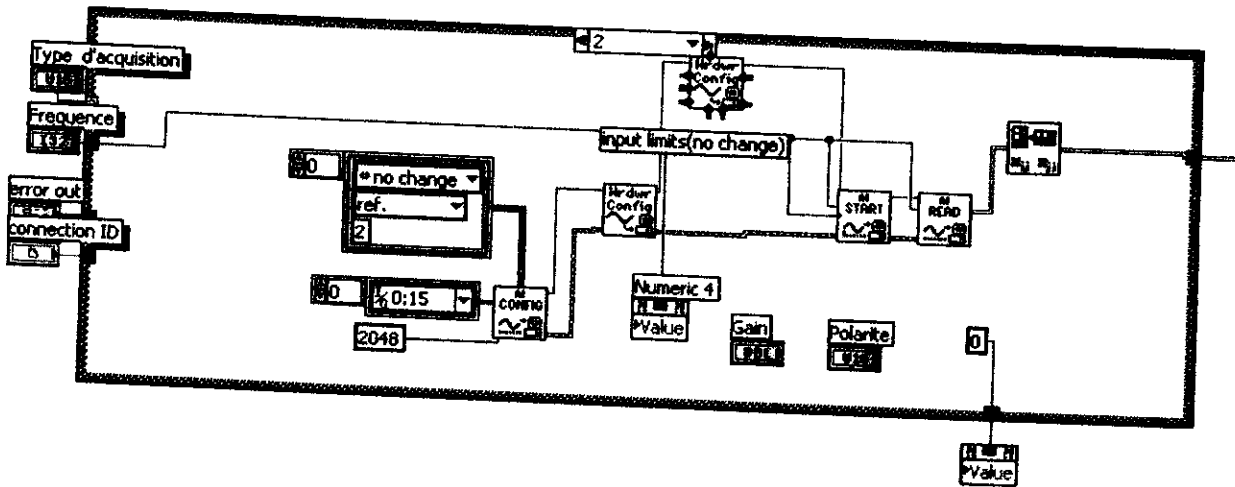 2
Type d'acquisition
Frequence
I32
error out
connection ID
Hrdwr
Config
input limits(no change)
0
no change
ref.
2
Hrdwr
Config
AI
START
AI
READ
0
0:15
AI
CONFIG
2048
Numeric 4
Value
Gain
Polarite
0
Value